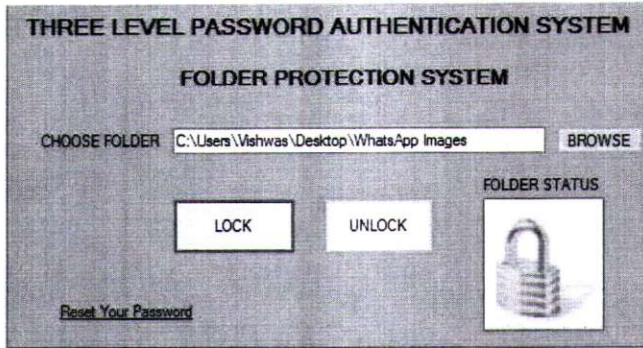 THREE LEVEL PASSWORD AUTHENTICATION SYSTEM
FOLDER PROTECTION SYSTEM
CHOOSE FOLDER C:\Users\Vishwas\Desktop\WhatsApp Images BROWSE
FOLDER STATUS
LOCK UNLOCK
Reset Your Password